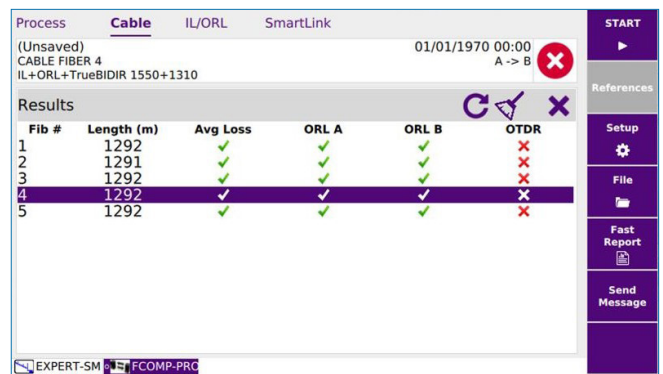 Process Cable IL/ORL SmartLink
(Unsaved) 01/01/1970 00:00
CABLE FIBER 4 A -> B
IL+ORL+TrueBIDIR 1550+1310
Results
Fib # Length (m) Avg Loss ORL A ORL B OTDR
1 1292
2 1291
3 1292
4 1292
5 1292
EXPERT-SM FCOMP-PRO
START
References
Setup
File
Fast
Report
Send
Message